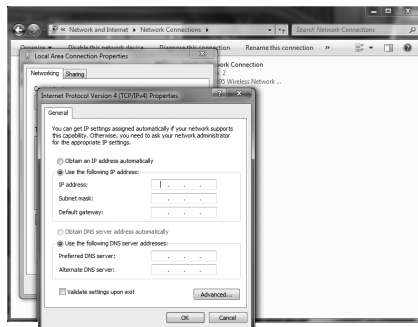 « Network and Internet ▸ Network Connections ▸
Search Network Connections
Organize ▾ Disable this network device Diagnose this connection Rename this connection »
Local Area Connection Properties
Networking Sharing
work Connection
2
95 Wireless Network ...
Internet Protocol Version 4 (TCP/IPv4) Properties
General
You can get IP settings assigned automatically if your network supports
this capability. Otherwise, you need to ask your network administrator
for the appropriate IP settings.
Obtain an IP address automatically
Use the following IP address:
IP address:
Subnet mask:
Default gateway:
Obtain DNS server address automatically
Use the following DNS server addresses:
Preferred DNS server:
Alternate DNS server:
Validate settings upon exit
Advanced...
OK Cancel